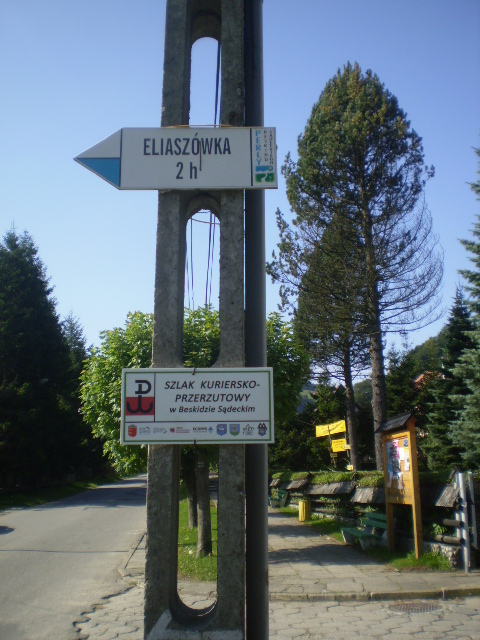 ELIASZÓWKA
2 h
SZLAK KURIERSKO-
PRZERZUTOWY
w Beskidzie Sądeckim